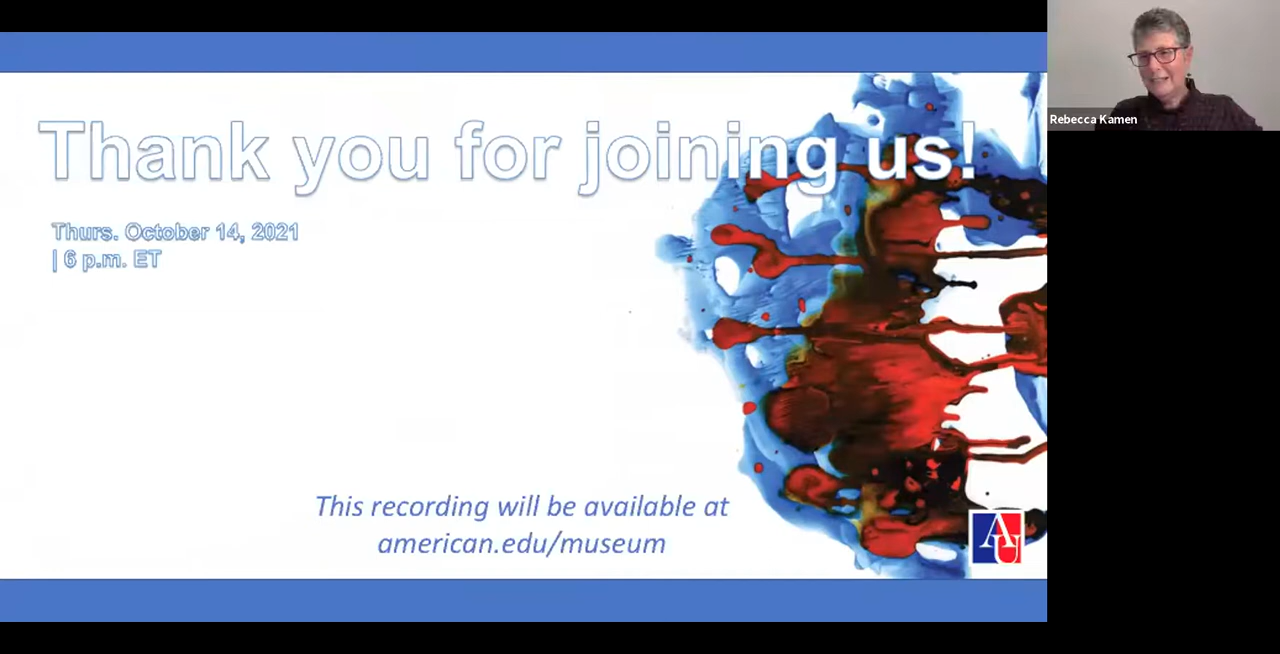 Thank you for joining us!
Thurs. October 14, 2021
| 6 p.m. ET
This recording will be available at
american.edu/museum
AU
Rebecca Kamen